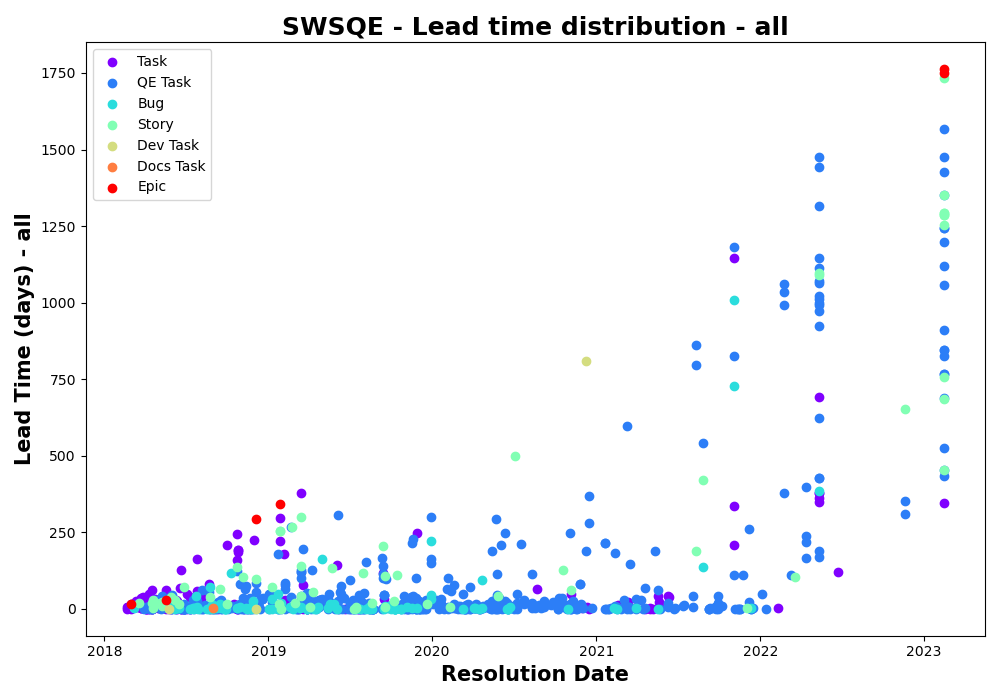 SWSQE - Lead time distribution - all
Lead Time (days) - all
1750
1500
1250
1000
750
500
250
0
Task
QE Task
Bug
Story
Dev Task
Docs Task
Epic
2018
2019
2020
2021
2022
2023
Resolution Date